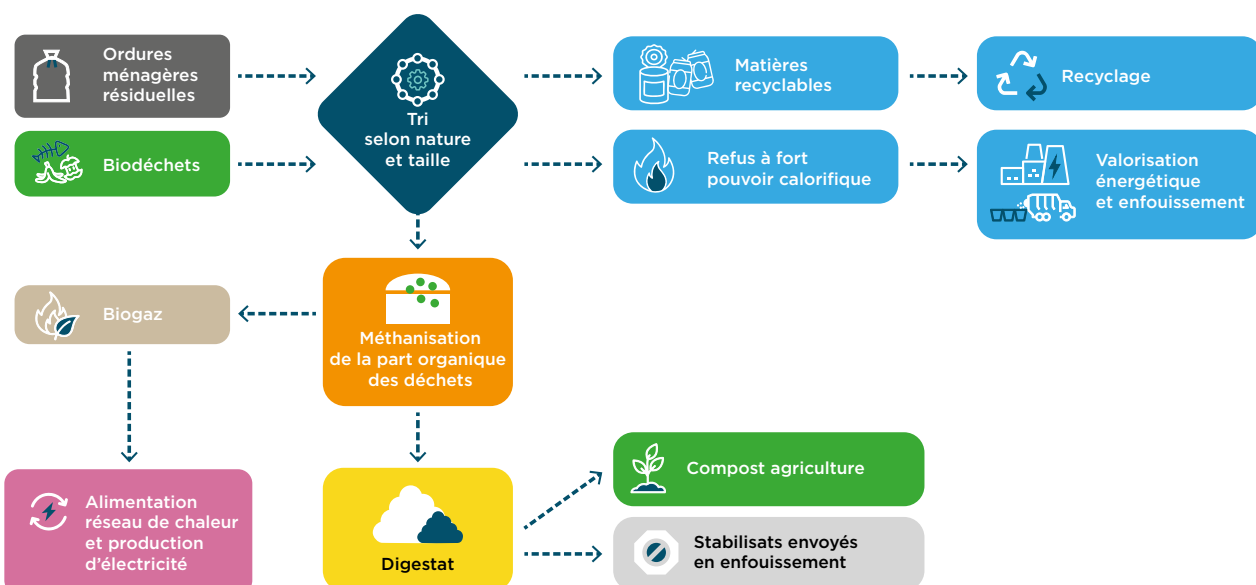 Ordures
ménagères
résiduelles
Biodéchets
Tri
selon nature
et taille
Matières
recyclables
Recyclage
Refus à fort
pouvoir calorifique
Valorisation
énergétique
et enfouissement
Biogaz
Méthanisation
de la part organique
des déchets
Alimentation
réseau de chaleur
et production
d’électricité
Digestat
Compost agriculture
Stabilisats envoyés
en enfouissement